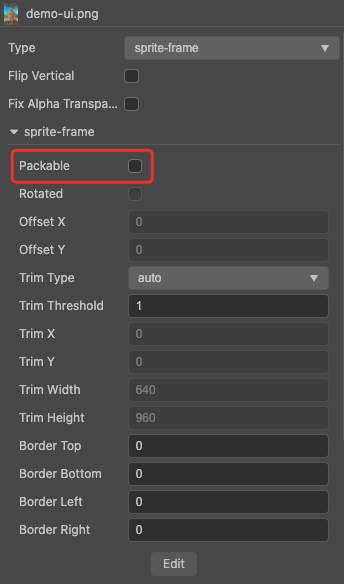 demo-ui.png
Type sprite-frame
Flip Vertical
Fix Alpha Transpa...
sprite-frame
Packable
Rotated
Offset X 0
Offset Y 0
Trim Type auto
Trim Threshold 1
Trim X 0
Trim Y 0
Trim Width 640
Trim Height 960
Border Top 0
Border Bottom 0
Border Left 0
Border Right 0
Edit